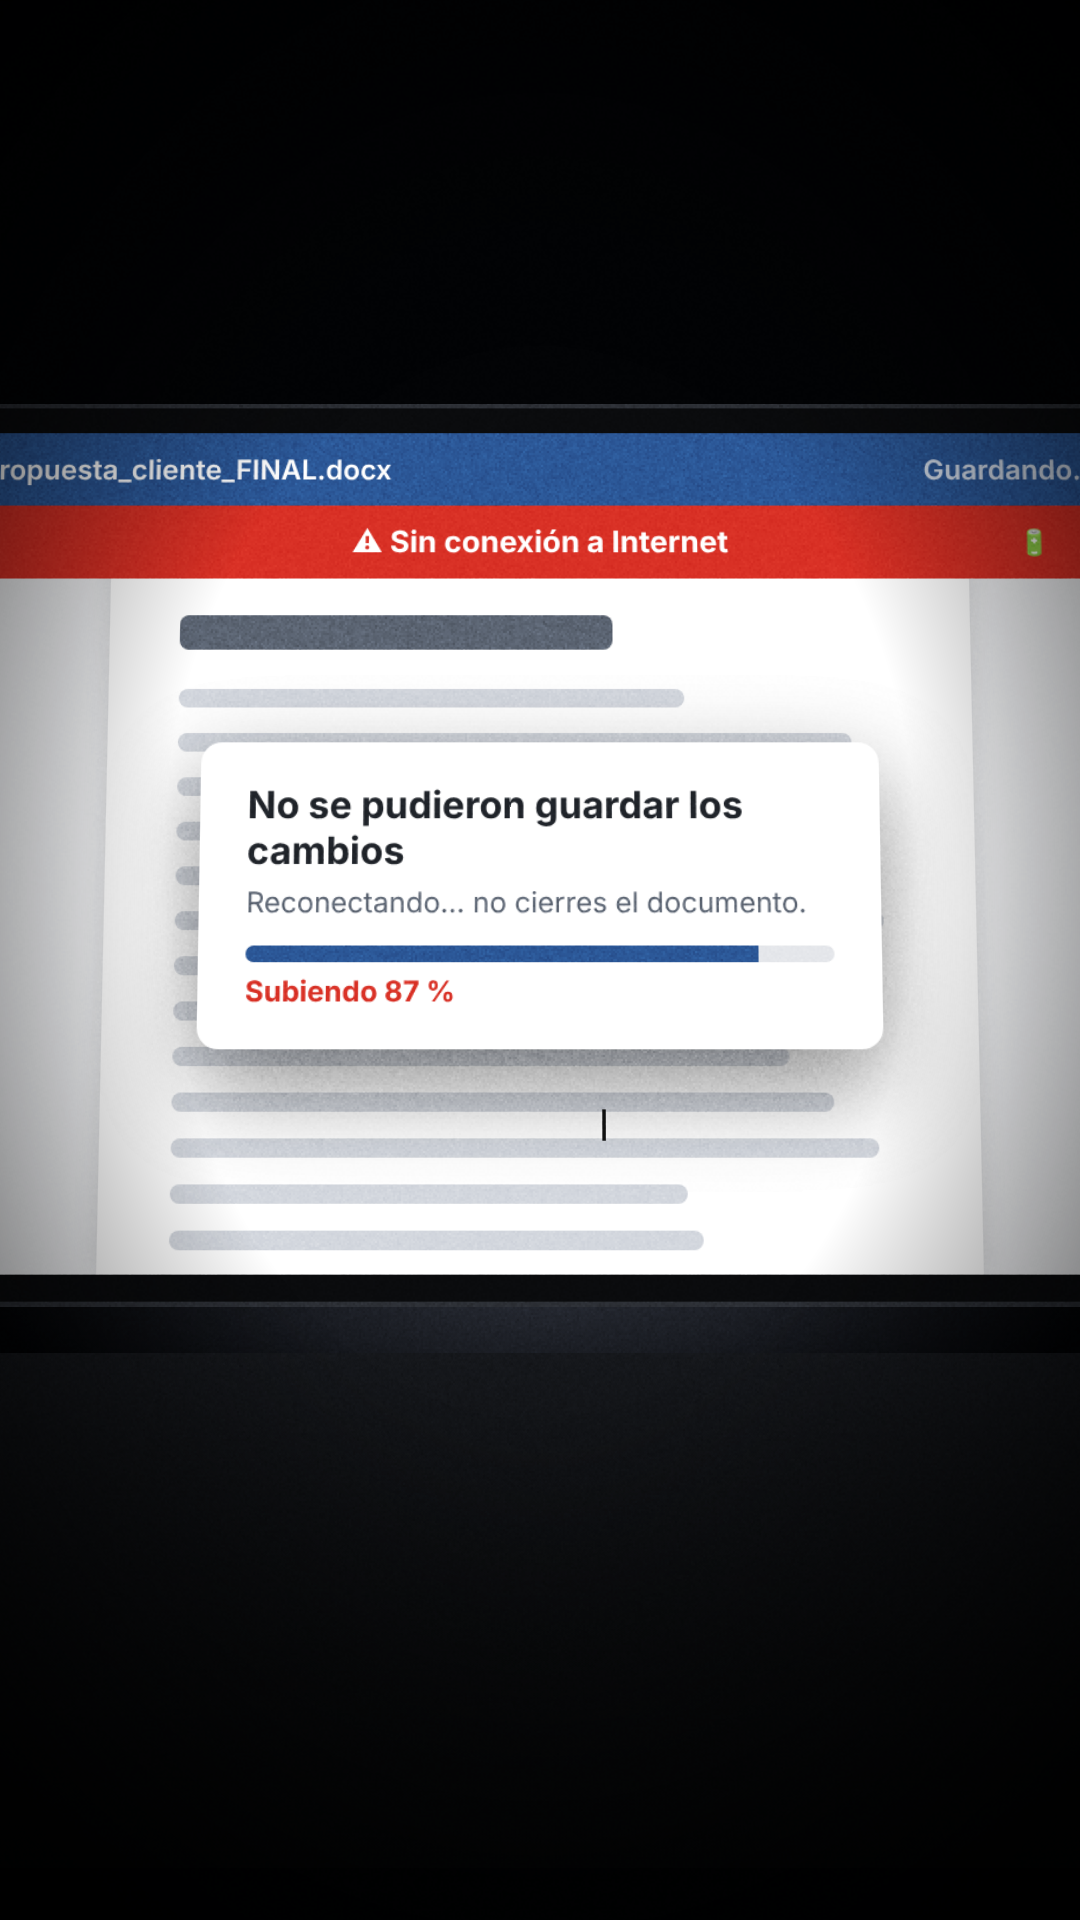 ropuesta_cliente_FINAL.docx
Guardando.
⚠ Sin conexión a Internet
No se pudieron guardar los
cambios
Reconectando... no cierres el documento.
Subiendo 87 %